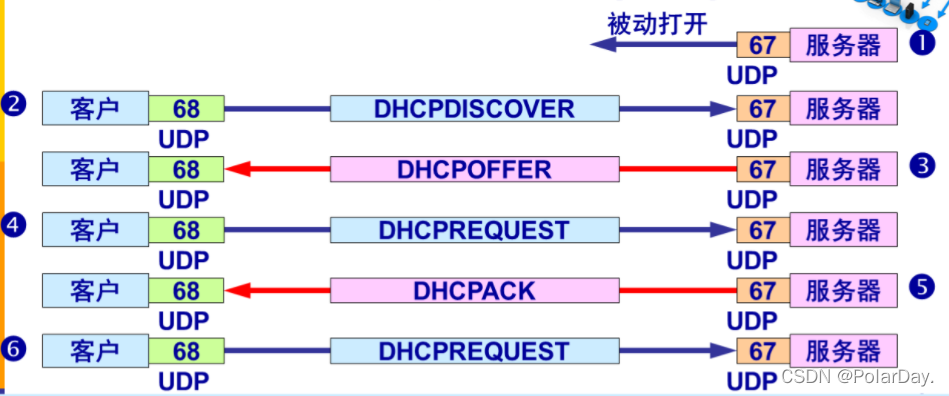 被动打开
67 服务器 ❶
UDP
❷ 客户 68 DHCPDISCOVER 67 服务器
UDP UDP
客户 68 DHCPOFFER 67 服务器 ❸
UDP UDP
❹ 客户 68 DHCPREQUEST 67 服务器
UDP UDP
客户 68 DHCPACK 67 服务器 ❺
UDP UDP
❻ 客户 68 DHCPREQUEST 67 服务器
UDP UDP
CSDN @PolarDay.